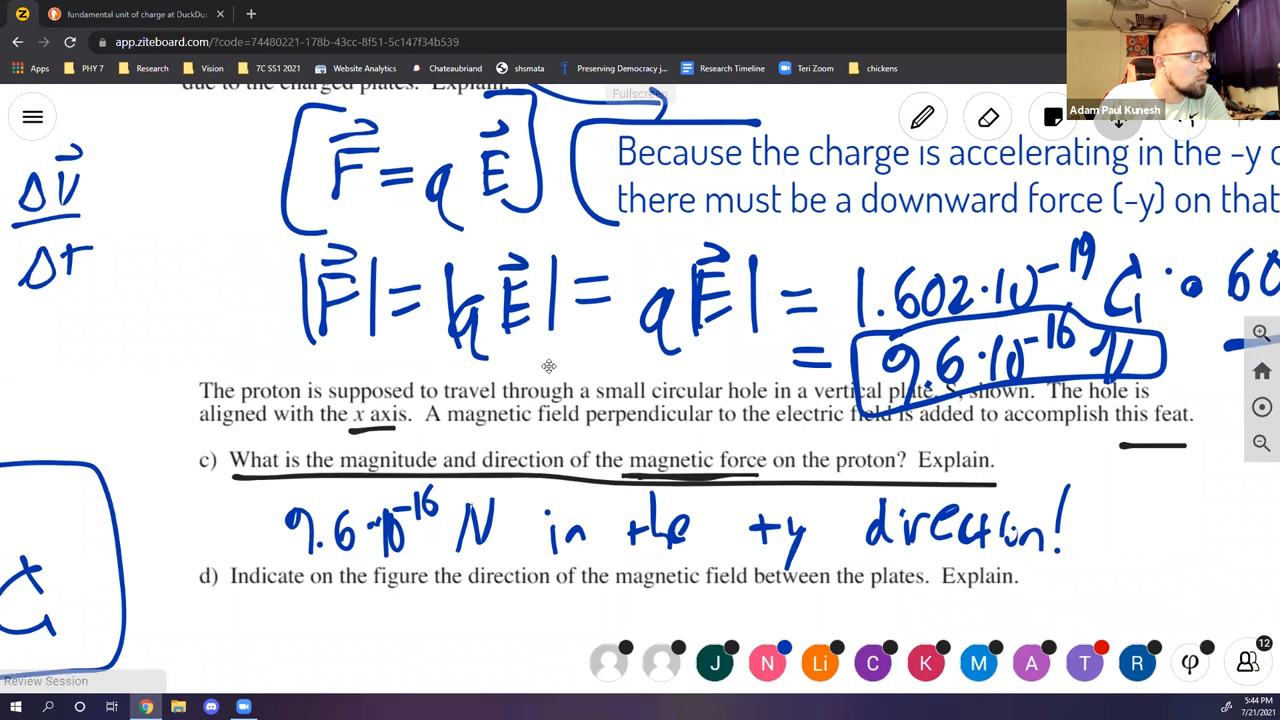 fundamental unit of charge at DuckDuc
app.ziteboard.com/?code=74480221-178b-43cc-8f51-5c147f34b539
Apps PHY 7 Research Vision 7C SS1 2021 Website Analytics Chateaubriand shsmata Preserving Democracy j... Research Timeline Teri Zoom chickens
Adam Paul Kunesh
due to the charged plates? Explain.
Fullscreen
F = q E
Because the charge is accelerating in the -y
there must be a downward force (-y) on that
ΔV
Δt
|F| = |qE| = q|E| = 1.602·10^-19 C · 60
= 9.6·10^-16 N
The proton is supposed to travel through a small circular hole in a vertical plate, S, shown. The hole is
aligned with the x axis. A magnetic field perpendicular to the electric field is added to accomplish this feat.
c) What is the magnitude and direction of the magnetic force on the proton? Explain.
9.6·10^-16 N in the +y direction!
d) Indicate on the figure the direction of the magnetic field between the plates. Explain.
J N Li C K M A T R φ 12
Review Session
5:44 PM
7/21/2021